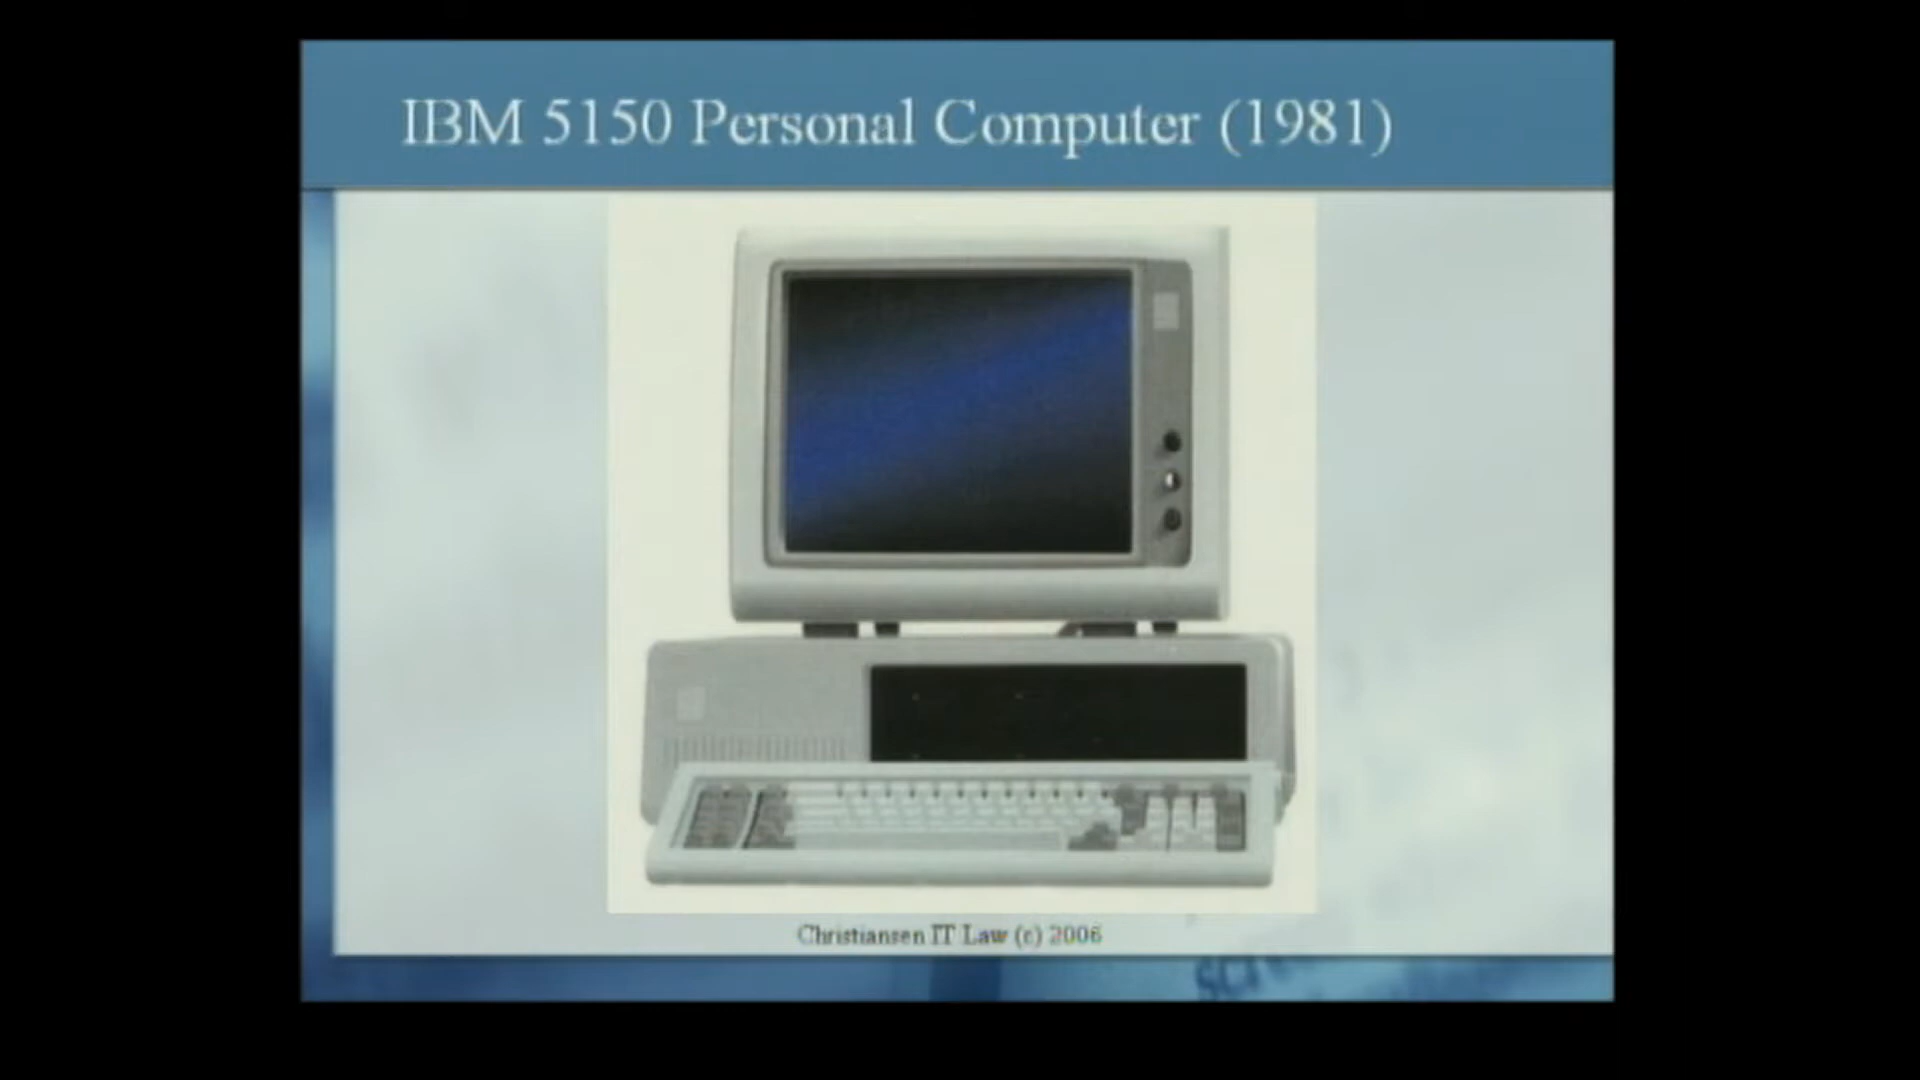 IBM 5150 Personal Computer (1981)
Christiansen IT Law (c) 2006